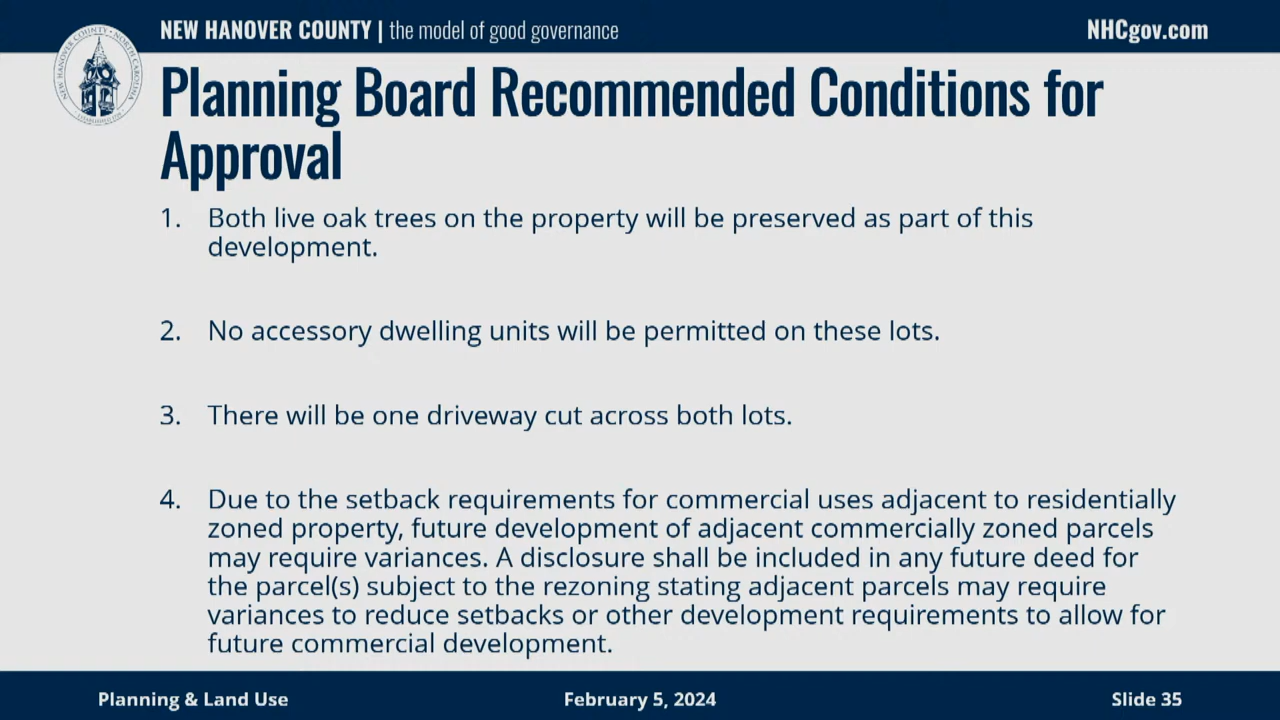 NEW HANOVER COUNTY | the model of good governance
NHCgov.com
NEW HANOVER COUNTY • NORTH CAROLINA
Planning Board Recommended Conditions for
Approval
1. Both live oak trees on the property will be preserved as part of this
development.
2. No accessory dwelling units will be permitted on these lots.
3. There will be one driveway cut across both lots.
4. Due to the setback requirements for commercial uses adjacent to residentially
zoned property, future development of adjacent commercially zoned parcels
may require variances. A disclosure shall be included in any future deed for
the parcel(s) subject to the rezoning stating adjacent parcels may require
variances to reduce setbacks or other development requirements to allow for
future commercial development.
Planning & Land Use
February 5, 2024
Slide 35